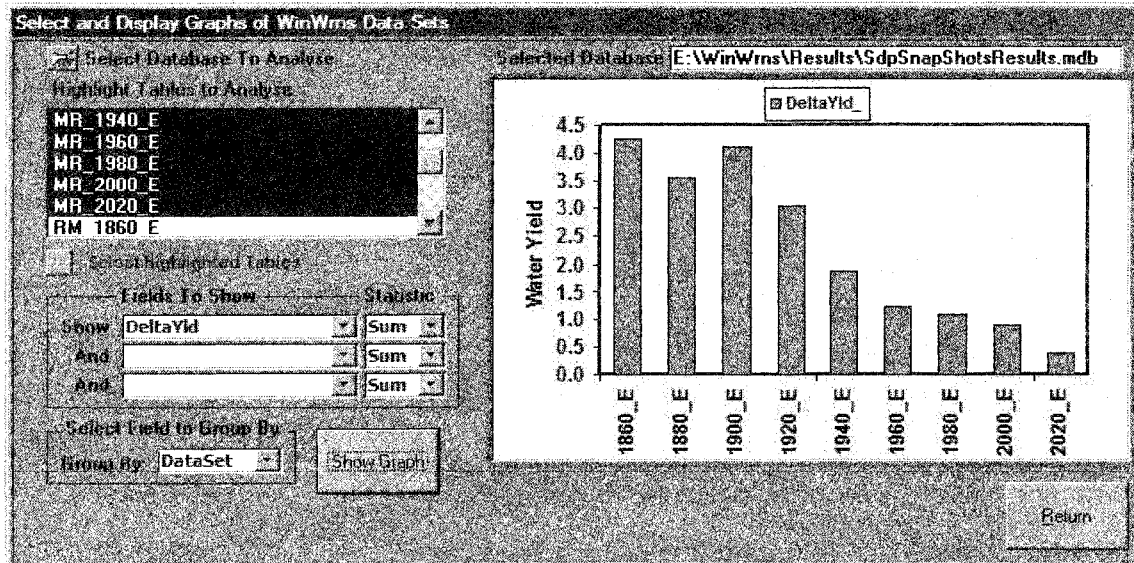 Select and Display Graphs of WinWrns Data Sets
Select Database To Analyse
Selected Database E:\WinWrns\Results\SdpSnapShotsResults.mdb
Highlight Tables to Analyse
MR_1940_E
MR_1960_E
MR_1980_E
MR_2000_E
MR_2020_E
RM_1860_E
Select highlighted Tables
Fields To Show Statistic
Show DeltaYld Sum
And Sum
And Sum
Select Field to Group By
Group By DataSet
Show Graph
DeltaYld_
Water Yield
4.5
4.0
3.5
3.0
2.5
2.0
1.5
1.0
0.5
0.0
1860_E
1880_E
1900_E
1920_E
1940_E
1960_E
1980_E
2000_E
2020_E
Return